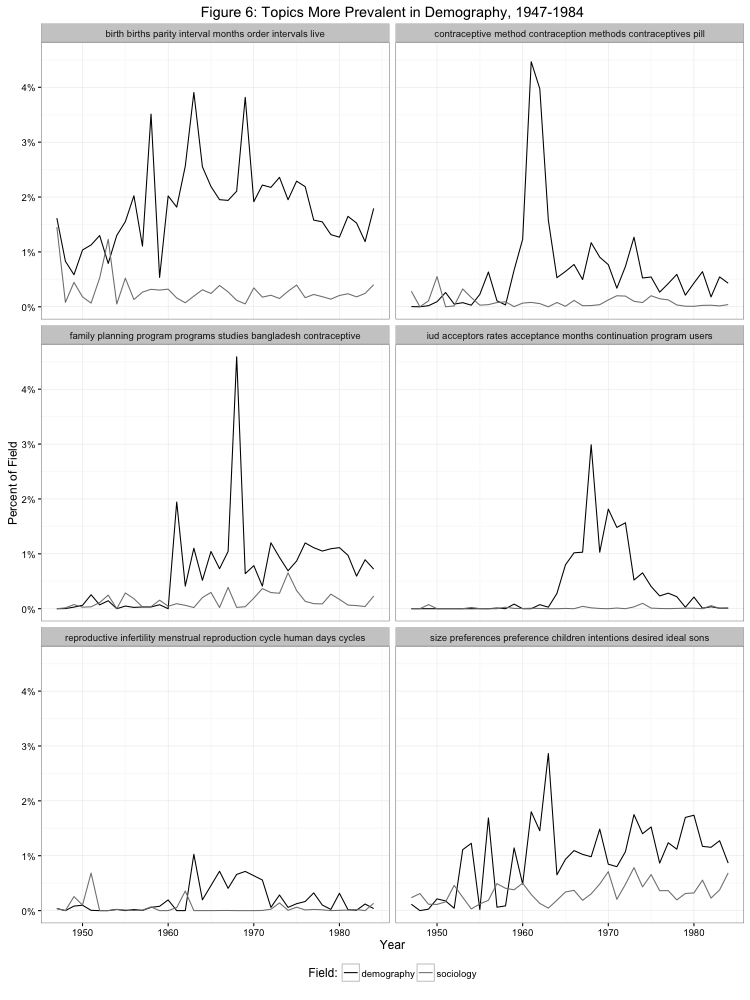 Figure 6: Topics More Prevalent in Demography, 1947-1984
birth births parity interval months order intervals live
contraceptive method contraception methods contraceptives pill
4%
3%
2%
1%
0%
family planning program programs studies bangladesh contraceptive
iud acceptors rates acceptance months continuation program users
4%
3%
2%
1%
0%
Percent of Field
reproductive infertility menstrual reproduction cycle human days cycles
size preferences preference children intentions desired ideal sons
4%
3%
2%
1%
0%
1950 1960 1970 1980 1950 1960 1970 1980
Year
Field: demography sociology